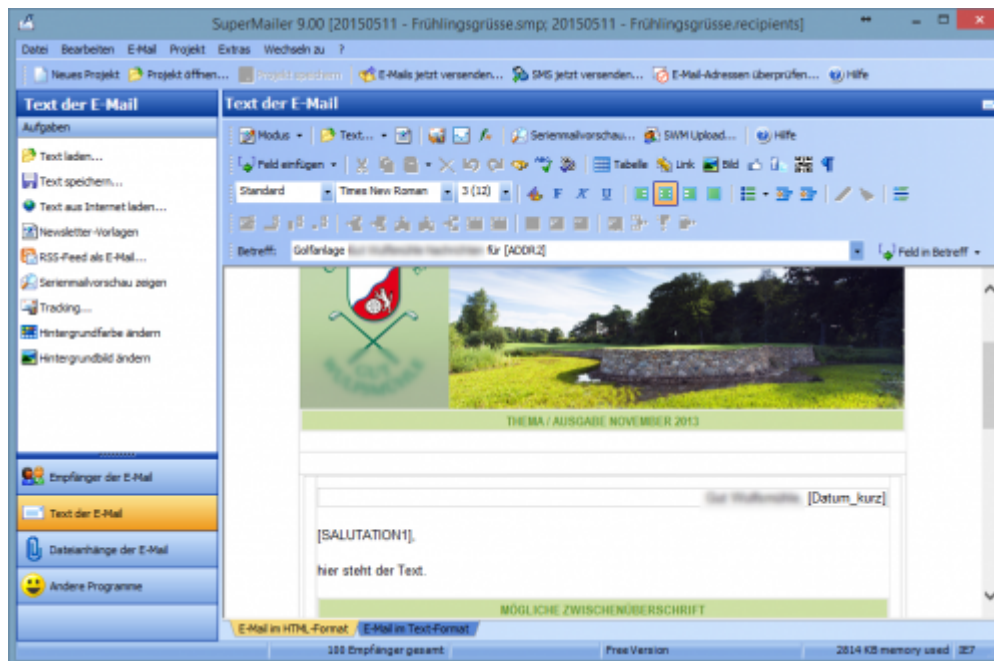 SuperMailer 9.00 [20150511 - Frühlingsgrüsse.smp; 20150511 - Frühlingsgrüsse.recipients]
Datei Bearbeiten E-Mail Projekt Extras Wechseln zu ?
Neues Projekt Projekt öffnen... Projekt speichern E-Mails jetzt versenden... SMS jetzt versenden... E-Mail-Adressen überprüfen... Hilfe
Text der E-Mail
Aufgaben
Text laden...
Text speichern...
Text aus Internet laden...
Newsletter-Vorlagen
RSS-Feed als E-Mail...
Serienmailvorschau zeigen
Tracking...
Hintergrundfarbe ändern
Hintergrundbild ändern
Empfänger der E-Mail
Text der E-Mail
Dateianhänge der E-Mail
Andere Programme
Text der E-Mail
Modus Text... Serienmailvorschau... SWM Upload... Hilfe
Feld einfügen Tabelle Link Bild
Standard Times New Roman 3 (12) F K U
Betreff: Golfanlage für [ADDR2] Feld in Betreff
THEMA / AUSGABE NOVEMBER 2013
[Datum_kurz]
[SALUTATION1],
hier steht der Text.
MÖGLICHE ZWISCHENÜBERSCHRIFT
E-Mail im HTML-Format E-Mail im Text-Format
100 Empfänger gesamt Free Version 2814 KB memory used IE7